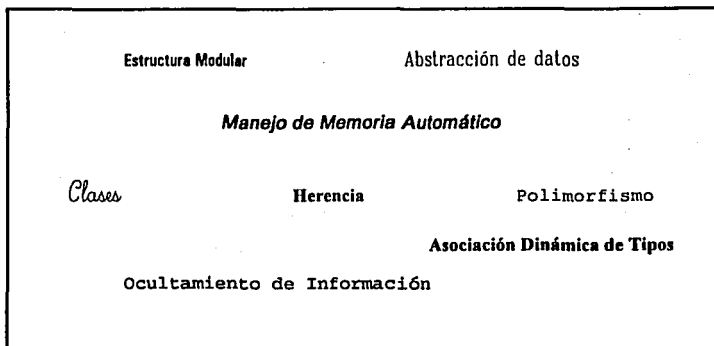 Estructura Modular
Abstracción de datos
Manejo de Memoria Automático
Clases
Herencia
Polimorfismo
Asociación Dinámica de Tipos
Ocultamiento de Información